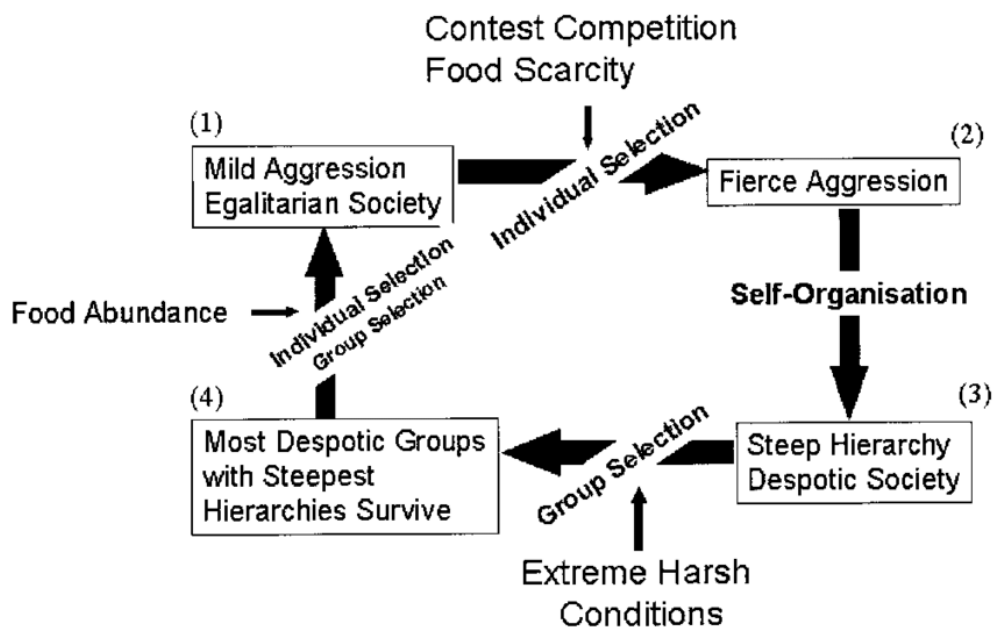 Contest Competition
Food Scarcity
(1)
Mild Aggression
Egalitarian Society
Individual Selection
(2)
Fierce Aggression
Self-Organisation
(3)
Steep Hierarchy
Despotic Society
Group Selection
Extreme Harsh
Conditions
(4)
Most Despotic Groups
with Steepest
Hierarchies Survive
Food Abundance
Individual Selection
Group Selection